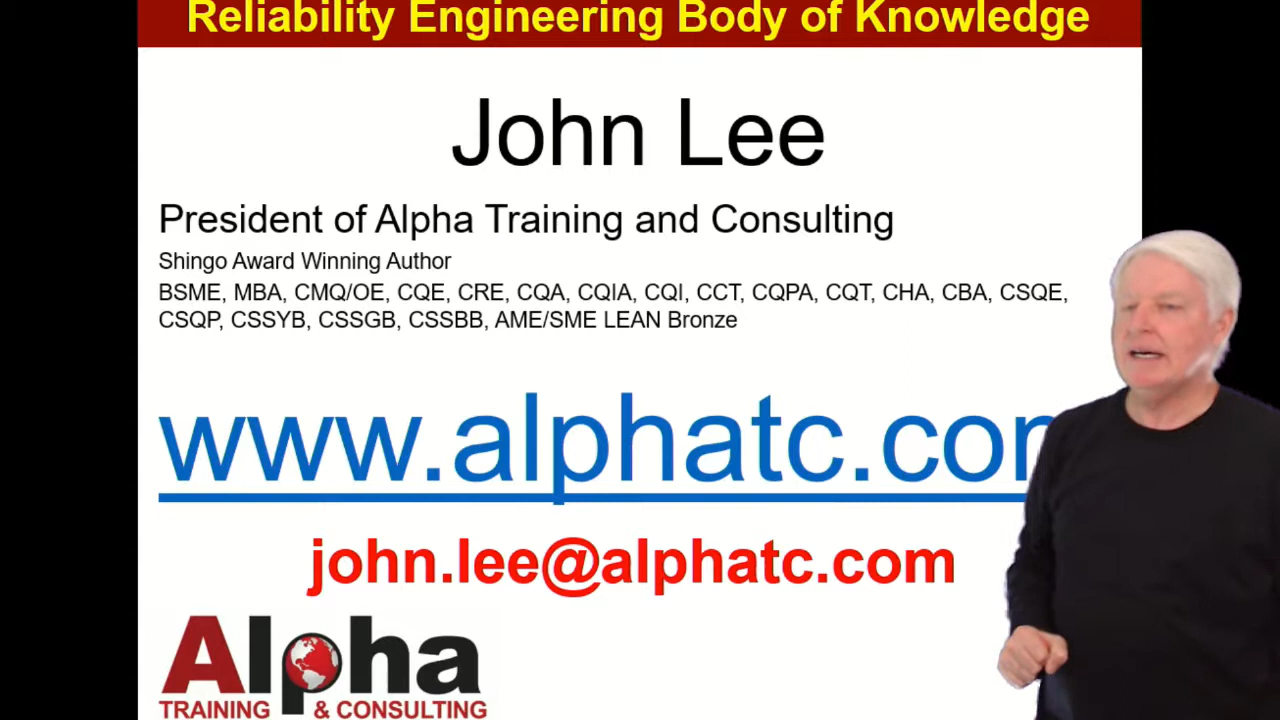 Reliability Engineering Body of Knowledge
John Lee
President of Alpha Training and Consulting
Shingo Award Winning Author
BSME, MBA, CMQ/OE, CQE, CRE, CQA, CQIA, CQI, CCT, CQPA, CQT, CHA, CBA, CSQE,
CSQP, CSSYB, CSSGB, CSSBB, AME/SME LEAN Bronze
www.alphatc.com
john.lee@alphatc.com
Alpha
TRAINING & CONSULTING